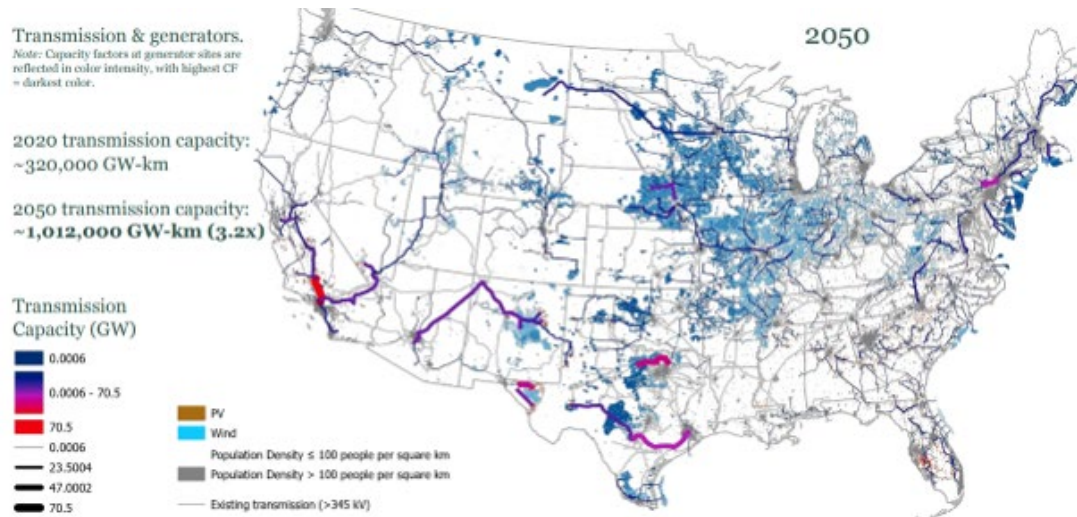 Transmission & generators.
2050
Note: Capacity factors at generator sites are
reflected in color intensity, with highest CF
= darkest color.
2020 transmission capacity:
~320,000 GW-km
2050 transmission capacity:
~1,012,000 GW-km (3.2x)
Transmission
Capacity (GW)
0.0006
0.0006 - 70.5
70.5
0.0006
23.5004
47.0002
70.5
PV
Wind
Population Density ≤ 100 people per square km
Population Density > 100 people per square km
Existing transmission (>345 kV)